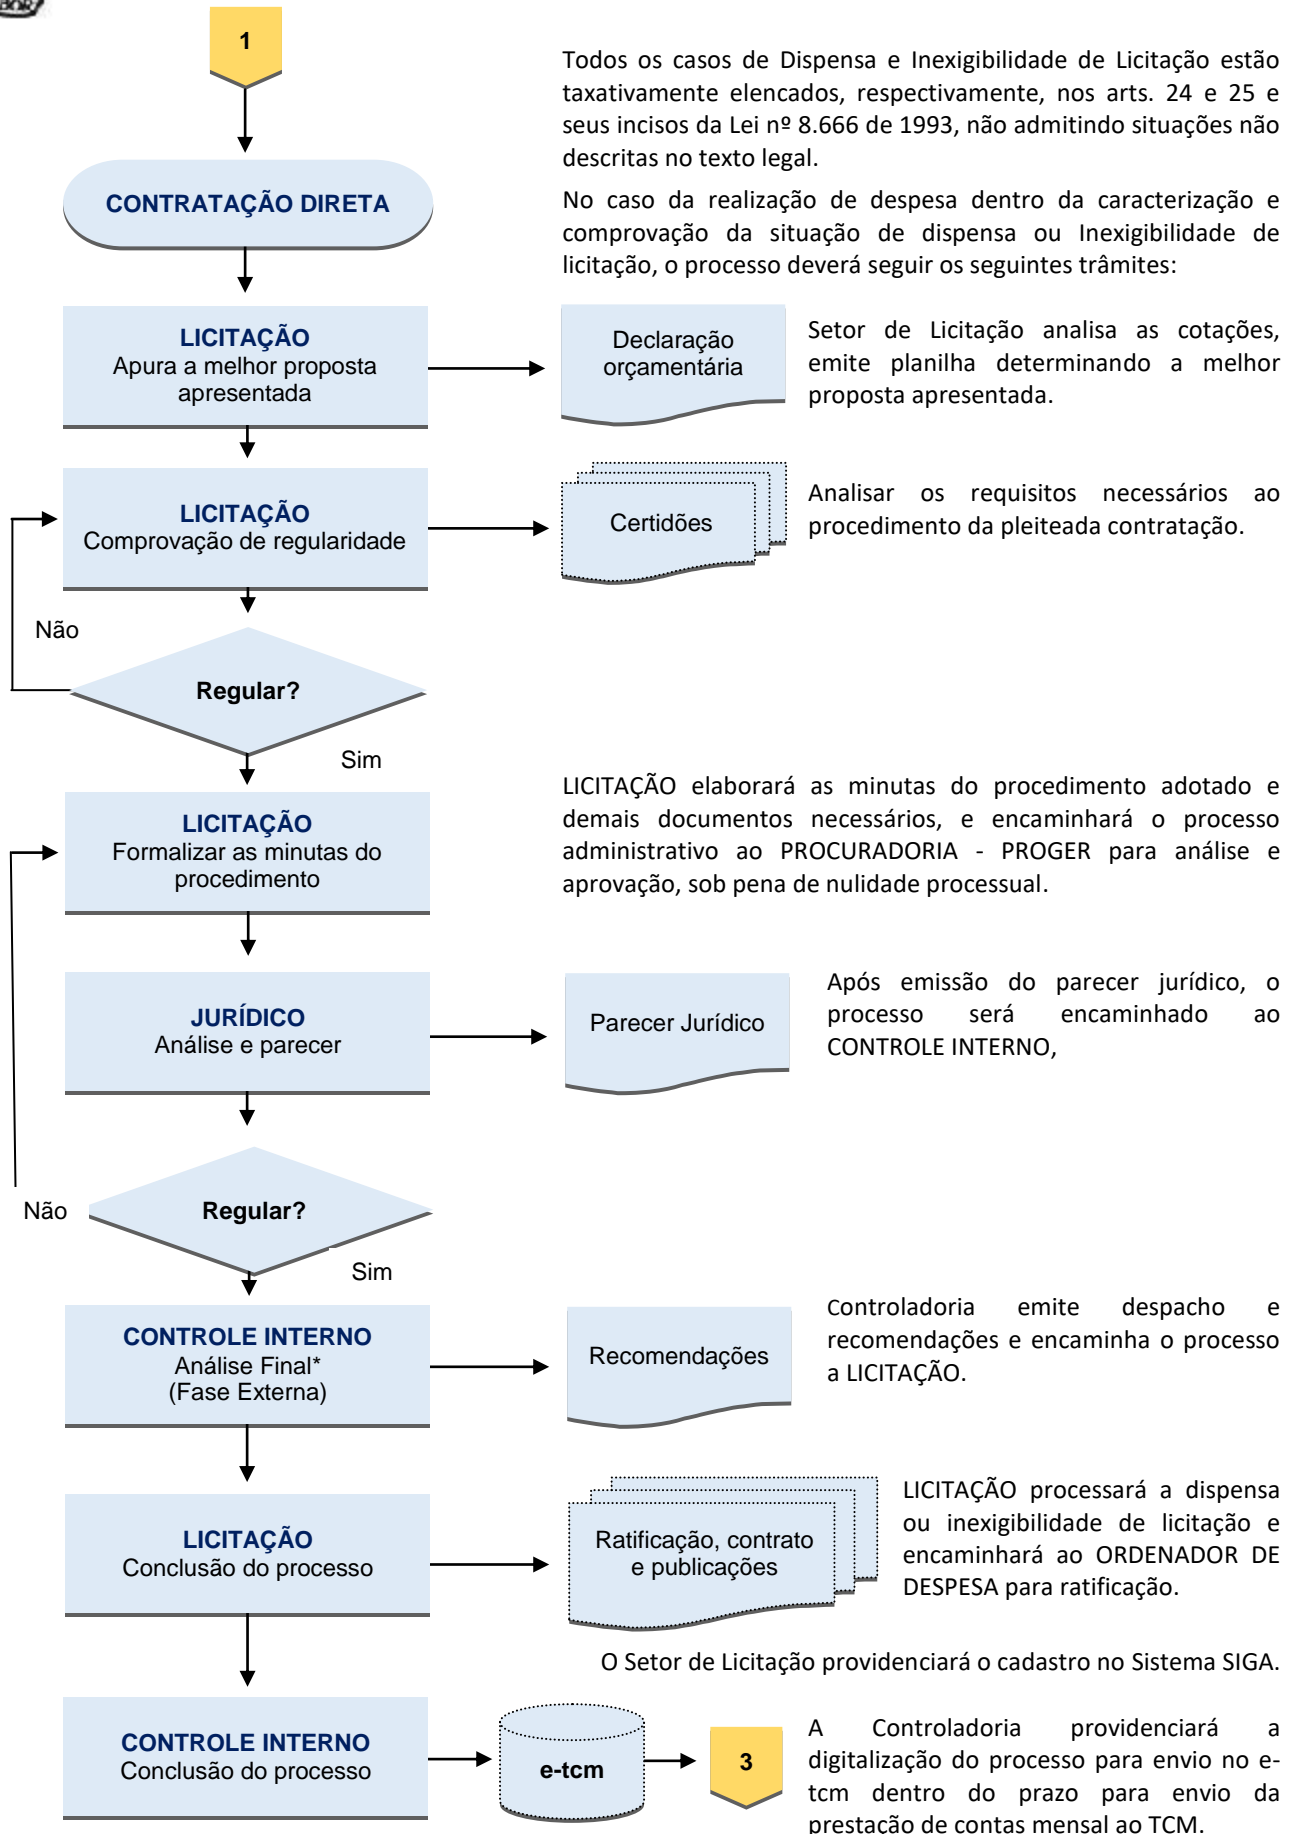 1
Todos os casos de Dispensa e Inexigibilidade de Licitação estão
taxativamente elencados, respectivamente, nos arts. 24 e 25 e
seus incisos da Lei nº 8.666 de 1993, não admitindo situações não
descritas no texto legal.
CONTRATAÇÃO DIRETA
No caso da realização de despesa dentro da caracterização e
comprovação da situação de dispensa ou Inexigibilidade de
licitação, o processo deverá seguir os seguintes trâmites:
LICITAÇÃO
Apura a melhor proposta
apresentada
Declaração
orçamentária
Setor de Licitação analisa as cotações,
emite planilha determinando a melhor
proposta apresentada.
LICITAÇÃO
Comprovação de regularidade
Certidões
Analisar os requisitos necessários ao
procedimento da pleiteada contratação.
Não
Regular?
Sim
LICITAÇÃO
Formalizar as minutas do
procedimento
LICITAÇÃO elaborará as minutas do procedimento adotado e
demais documentos necessários, e encaminhará o processo
administrativo ao PROCURADORIA - PROGER para análise e
aprovação, sob pena de nulidade processual.
JURÍDICO
Análise e parecer
Parecer Jurídico
Após emissão do parecer jurídico, o
processo será encaminhado ao
CONTROLE INTERNO,
Não
Regular?
Sim
CONTROLE INTERNO
Análise Final*
(Fase Externa)
Recomendações
Controladoria emite despacho e
recomendações e encaminha o processo
a LICITAÇÃO.
LICITAÇÃO
Conclusão do processo
Ratificação, contrato
e publicações
LICITAÇÃO processará a dispensa
ou inexigibilidade de licitação e
encaminhará ao ORDENADOR DE
DESPESA para ratificação.
O Setor de Licitação providenciará o cadastro no Sistema SIGA.
CONTROLE INTERNO
Conclusão do processo
e-tcm
3
A Controladoria providenciará a
digitalização do processo para envio no e-
tcm dentro do prazo para envio da
prestação de contas mensal ao TCM.